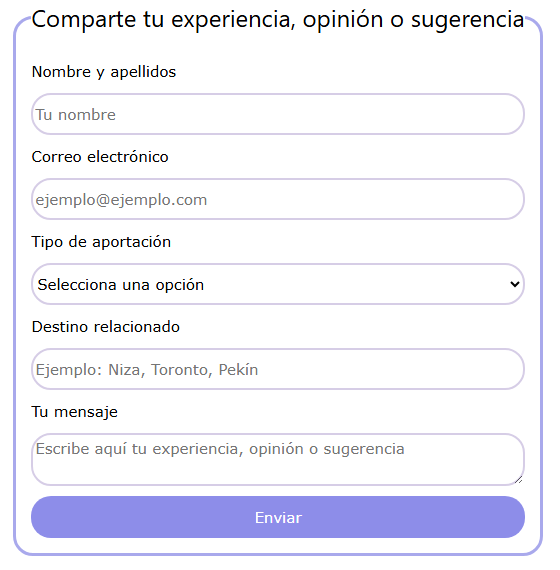 Comparte tu experiencia, opinión o sugerencia
Nombre y apellidos
Tu nombre
Correo electrónico
ejemplo@ejemplo.com
Tipo de aportación
Selecciona una opción
Destino relacionado
Ejemplo: Niza, Toronto, Pekín
Tu mensaje
Escribe aquí tu experiencia, opinión o sugerencia
Enviar